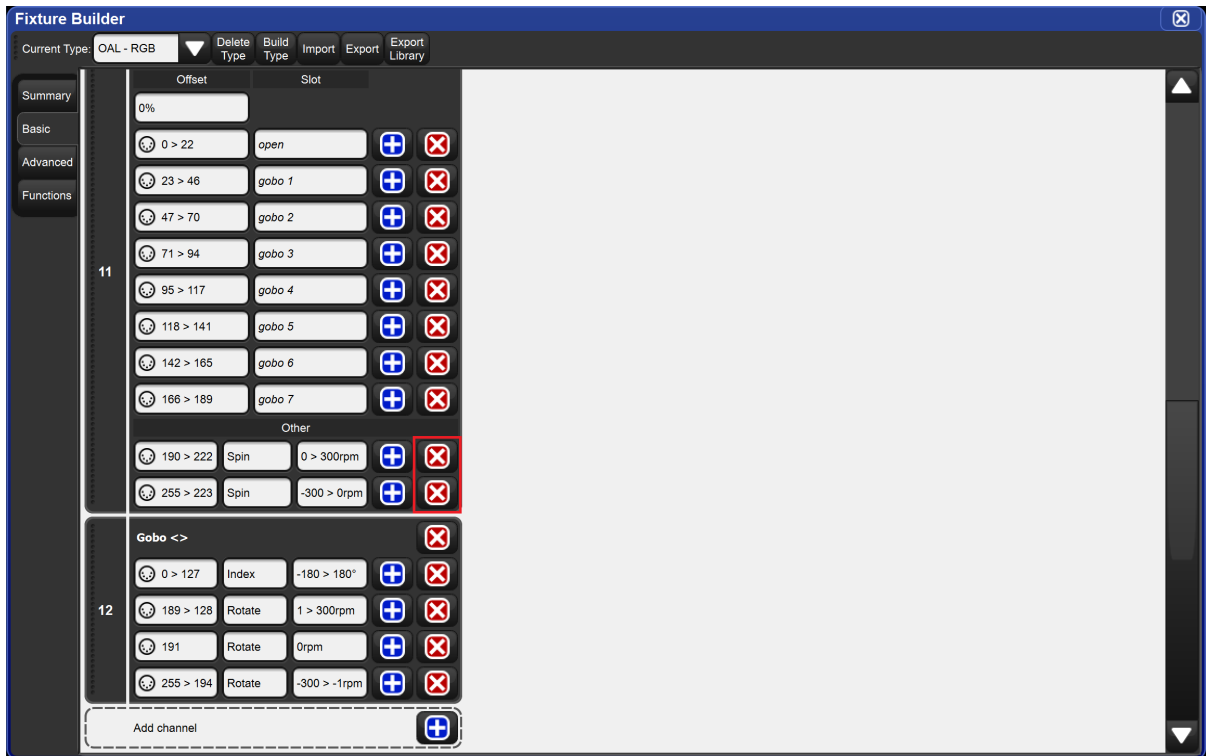 Fixture Builder
Current Type: OAL - RGB Delete Type Build Type Import Export Export Library
Summary
Basic
Advanced
Functions
Offset Slot
0%
11
0 > 22 open
23 > 46 gobo 1
47 > 70 gobo 2
71 > 94 gobo 3
95 > 117 gobo 4
118 > 141 gobo 5
142 > 165 gobo 6
166 > 189 gobo 7
Other
190 > 222 Spin 0 > 300rpm
255 > 223 Spin -300 > 0rpm
12
Gobo <>
0 > 127 Index -180 > 180°
189 > 128 Rotate 1 > 300rpm
191 Rotate 0rpm
255 > 194 Rotate -300 > -1rpm
Add channel